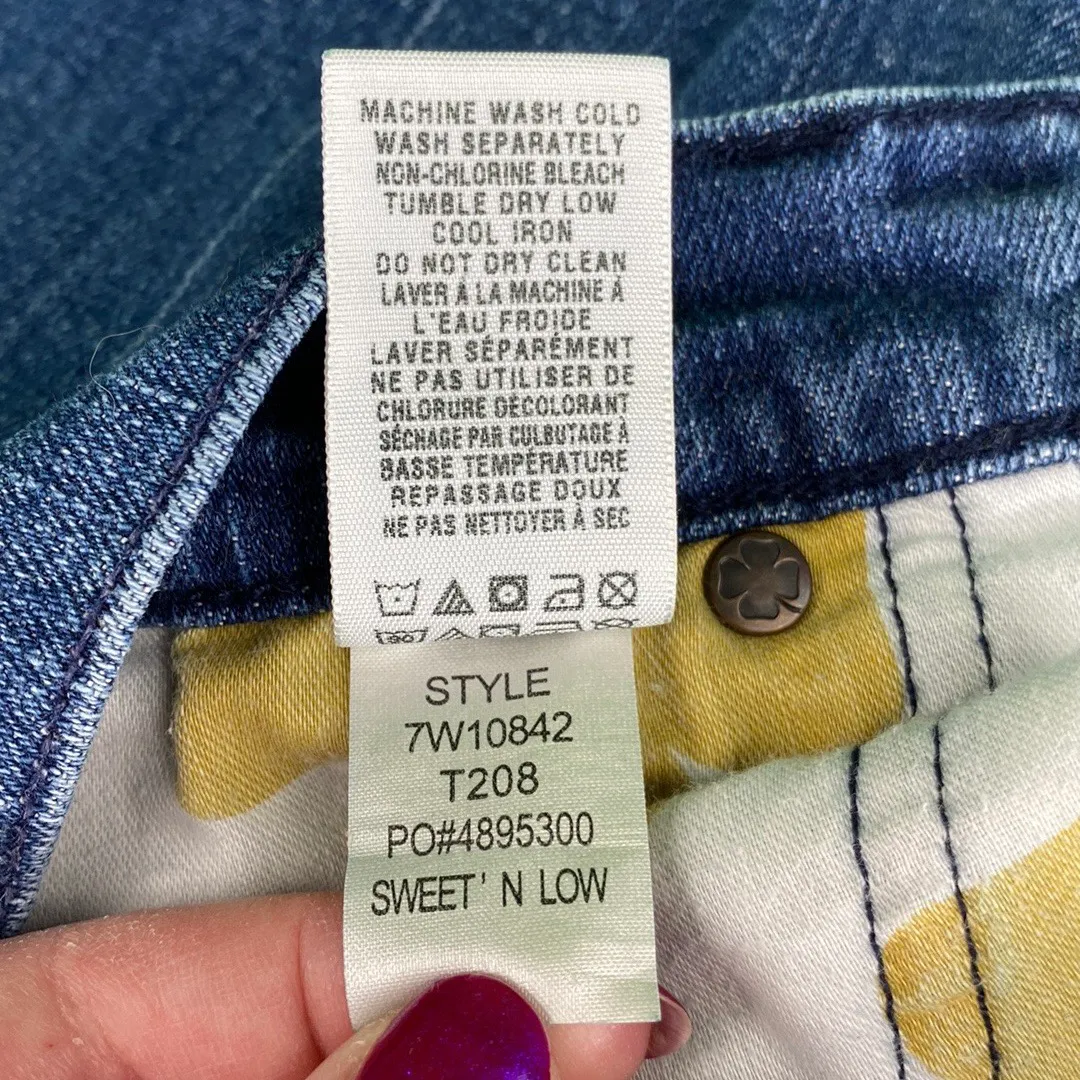 MACHINE WASH COLD
WASH SEPARATELY
NON-CHLORINE BLEACH
TUMBLE DRY LOW
COOL IRON
DO NOT DRY CLEAN
LAVER À LA MACHINE À
L'EAU FROIDE
LAVER SÉPARÉMENT
NE PAS UTILISER DE
CHLORURE DÉCOLORANT
SÉCHAGE PAR CULBUTAGE À
BASSE TEMPÉRATURE
REPASSAGE DOUX
NE PAS NETTOYER À SEC
STYLE
7W10842
T208
PO#4895300
SWEET' N LOW